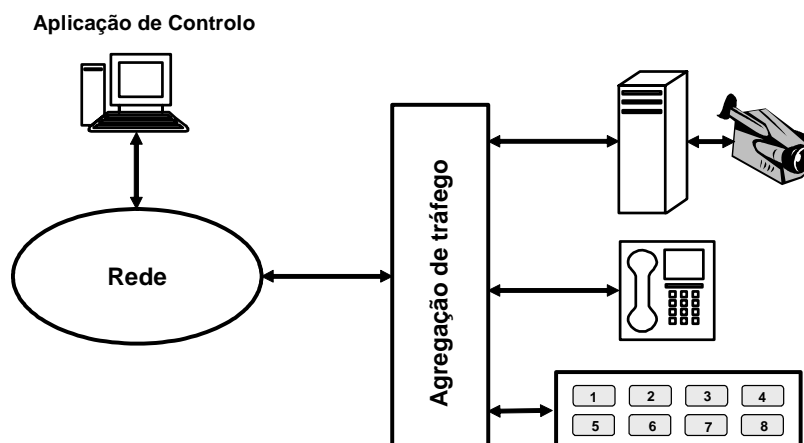 Aplicação de Controlo
Rede
Agregação de tráfego
1 2 3 4
5 6 7 8